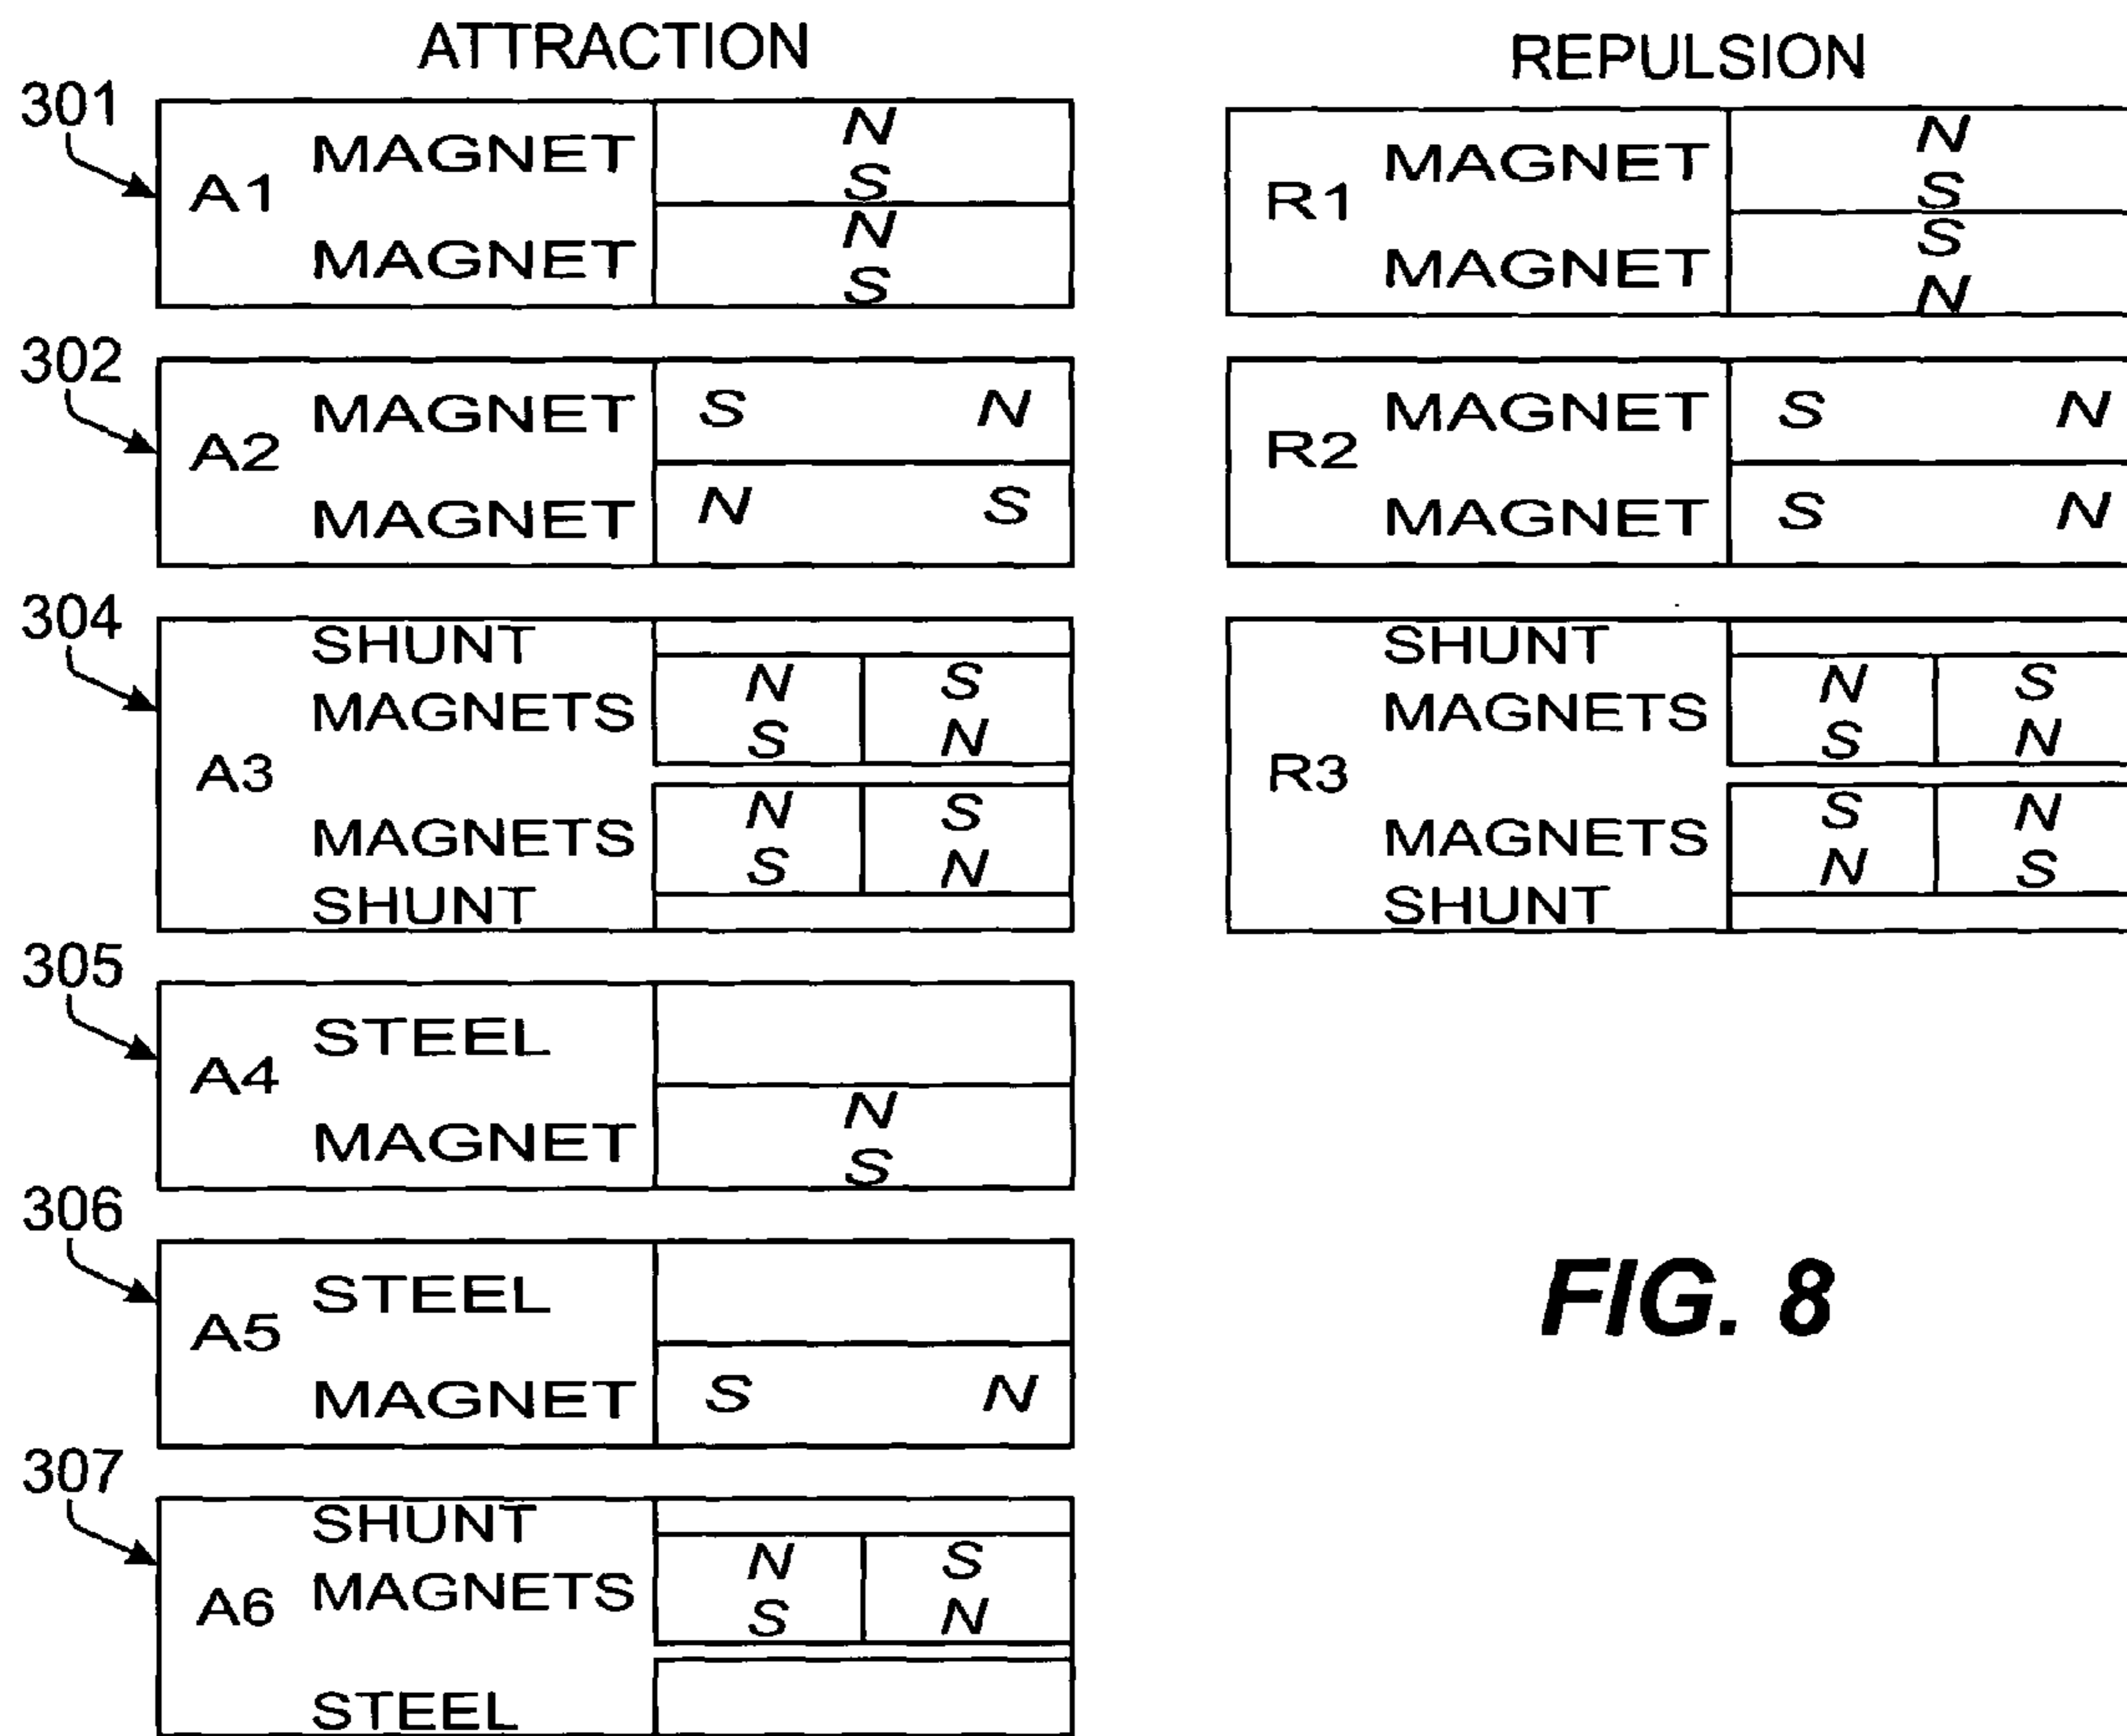 ATTRACTION
301
A1
MAGNET
N
S
MAGNET
N
S
302
A2
MAGNET
S N
MAGNET
N S
304
A3
SHUNT
MAGNETS
N S
S N
MAGNETS
N S
S N
SHUNT
305
A4
STEEL
MAGNET
N
S
306
A5
STEEL
MAGNET
S N
307
A6
SHUNT
MAGNETS
N S
S N
STEEL
REPULSION
R1
MAGNET
N
S
MAGNET
S
N
R2
MAGNET
S N
MAGNET
S N
R3
SHUNT
MAGNETS
N S
S N
MAGNETS
S N
N S
SHUNT
FIG. 8